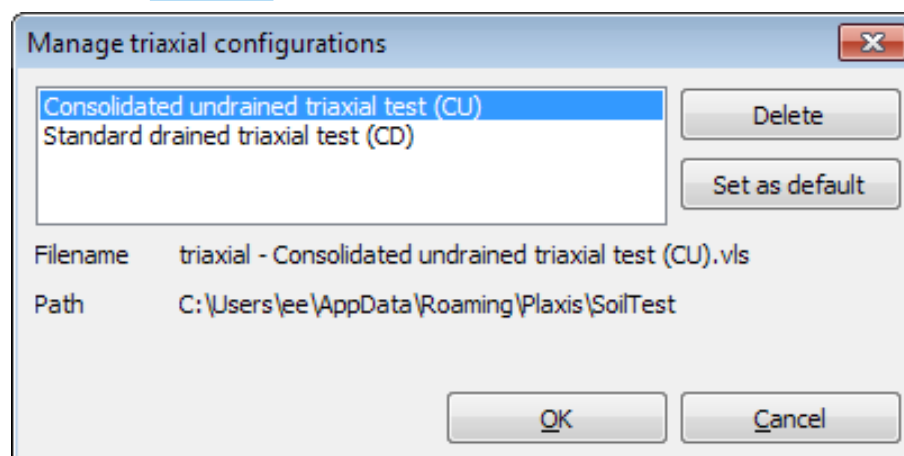 Manage triaxial configurations
Consolidated undrained triaxial test (CU)
Standard drained triaxial test (CD)
Delete
Set as default
Filename triaxial - Consolidated undrained triaxial test (CU).vls
Path C:\Users\ee\AppData\Roaming\Plaxis\SoilTest
OK
Cancel